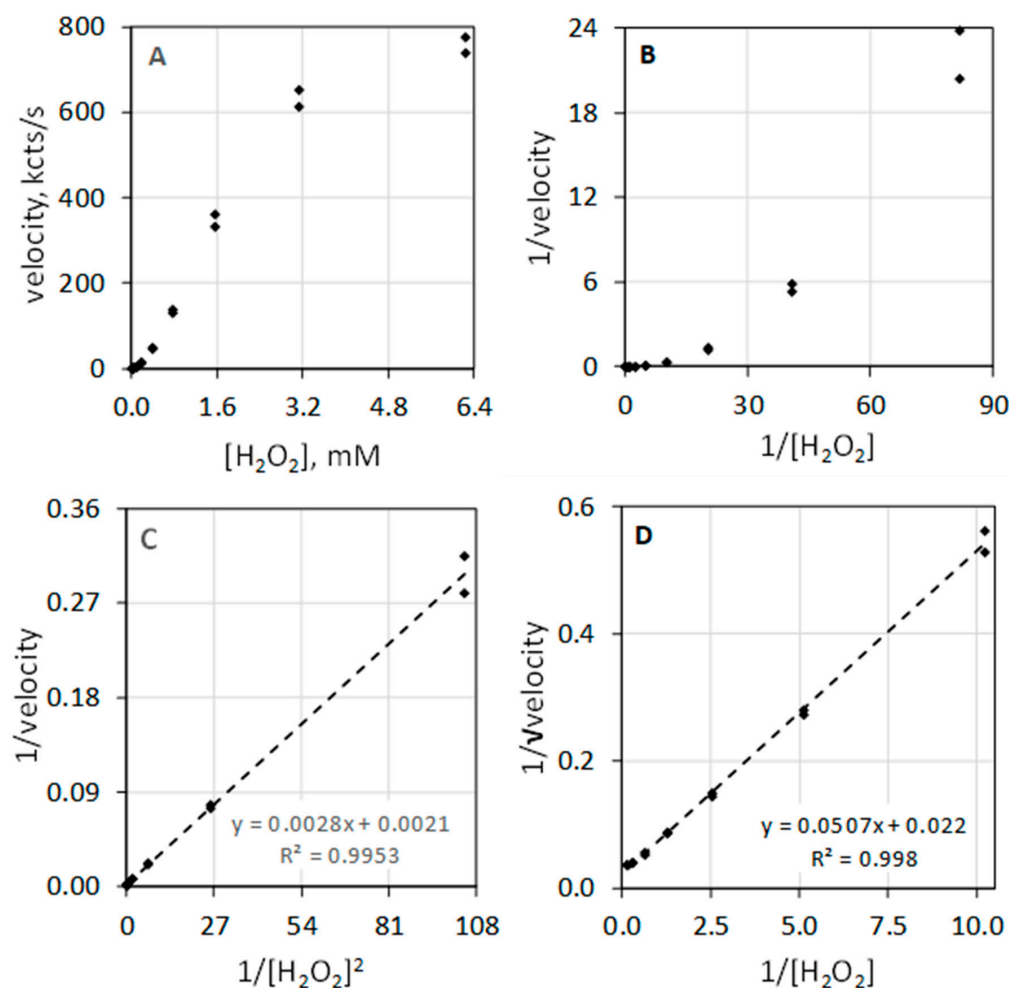 A
800
600
400
200
0
velocity, kcts/s
0.0 1.6 3.2 4.8 6.4
[H₂O₂], mM
B
24
18
12
6
0
1/velocity
0 30 60 90
1/[H₂O₂]
C
0.36
0.27
0.18
0.09
0.00
1/velocity
y = 0.0028x + 0.0021
R² = 0.9953
0 27 54 81 108
1/[H₂O₂]²
D
0.6
0.4
0.2
0.0
1/√velocity
y = 0.0507x + 0.022
R² = 0.998
0.0 2.5 5.0 7.5 10.0
1/[H₂O₂]